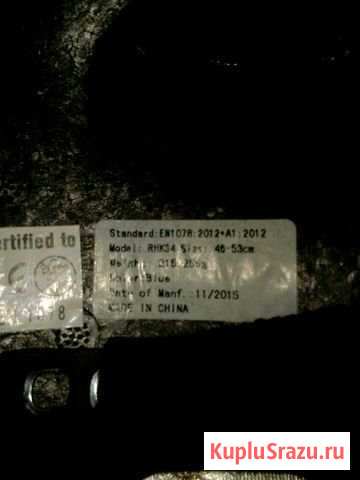 ertified to
Standard:EN1078:2012+A1:2012
Model: RHK34 Size: 46-53cm
Weight:
Color:Blue
Date of Manf.:11/2015
MADE IN CHINA
KupluSrazu.ru